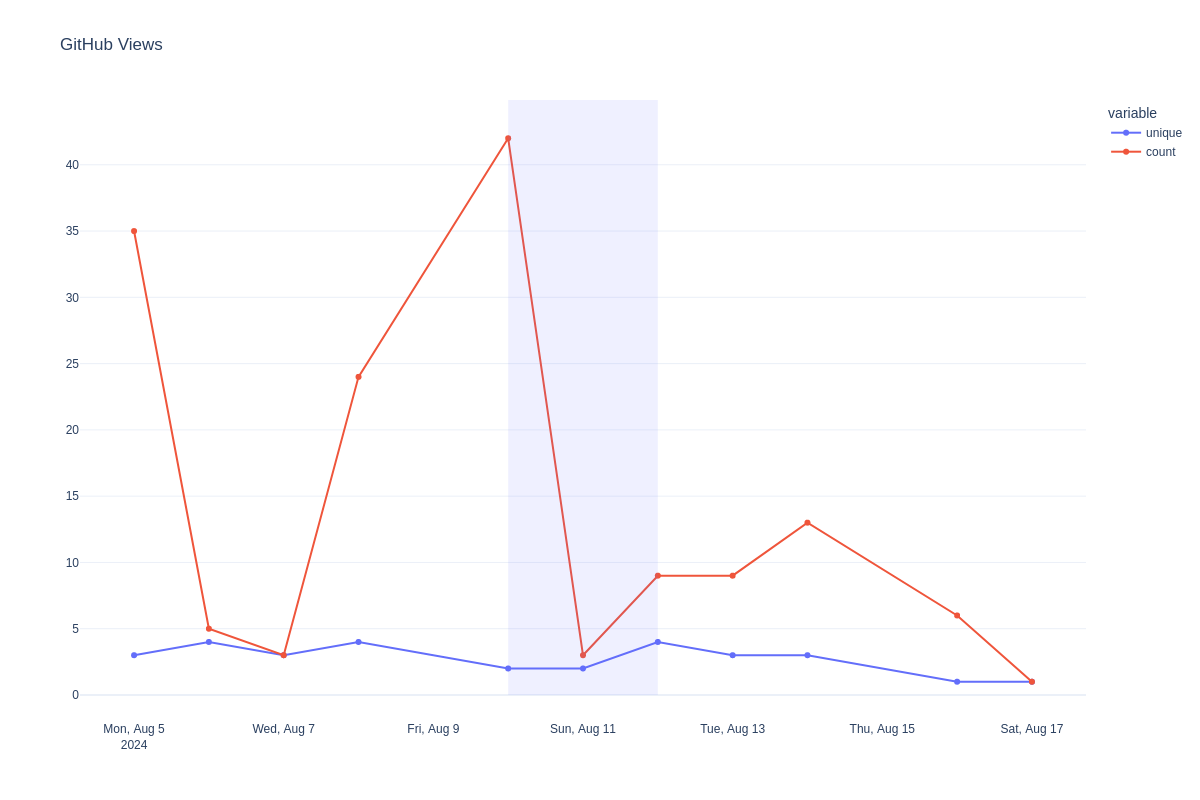 GitHub Views
variable
unique
count
40
35
30
25
20
15
10
5
0
Mon, Aug 5
2024
Wed, Aug 7
Fri, Aug 9
Sun, Aug 11
Tue, Aug 13
Thu, Aug 15
Sat, Aug 17